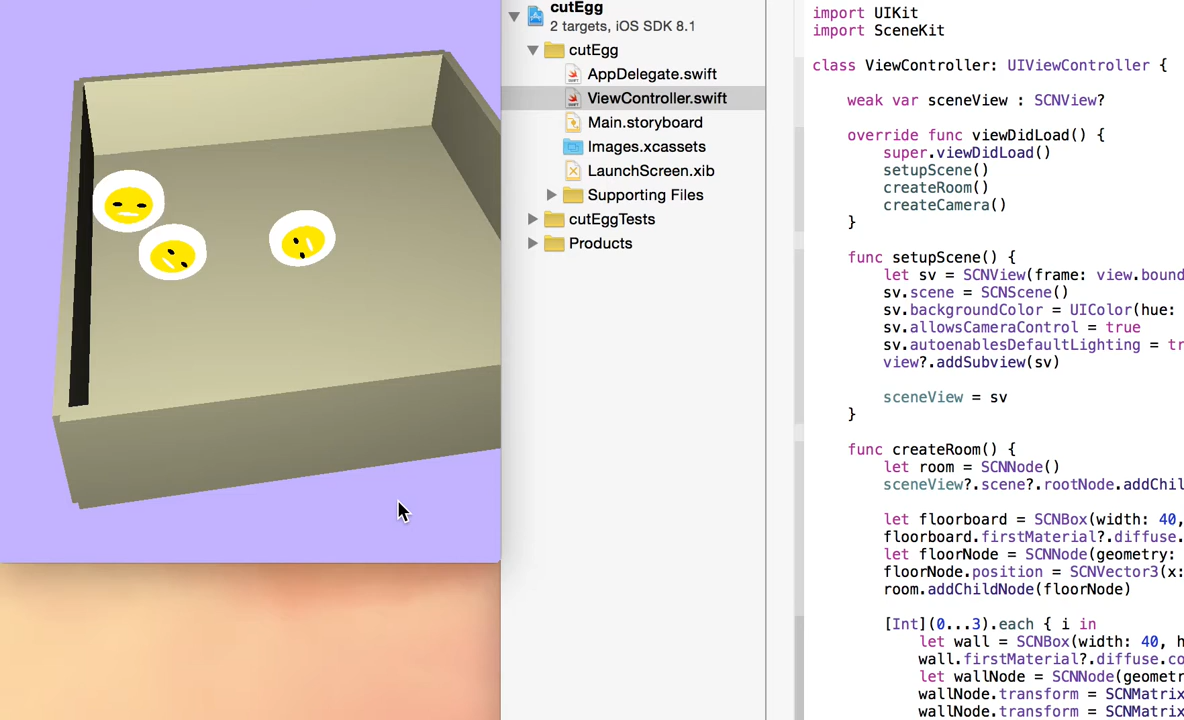 cutEgg
2 targets, iOS SDK 8.1
cutEgg
AppDelegate.swift
ViewController.swift
Main.storyboard
Images.xcassets
LaunchScreen.xib
Supporting Files
cutEggTests
Products
import UIKit
import SceneKit
class ViewController: UIViewController {
weak var sceneView : SCNView?
override func viewDidLoad() {
super.viewDidLoad()
setupScene()
createRoom()
createCamera()
}
func setupScene() {
let sv = SCNView(frame: view.bound
sv.scene = SCNScene()
sv.backgroundColor = UIColor(hue:
sv.allowsCameraControl = true
sv.autoenablesDefaultLighting = tr
view?.addSubview(sv)
sceneView = sv
}
func createRoom() {
let room = SCNNode()
sceneView?.scene?.rootNode.addChil
let floorboard = SCNBox(width: 40,
floorboard.firstMaterial?.diffuse.
let floorNode = SCNNode(geometry:
floorNode.position = SCNVector3(x:
room.addChildNode(floorNode)
[Int](0...3).each { i in
let wall = SCNBox(width: 40, h
wall.firstMaterial?.diffuse.co
let wallNode = SCNNode(geometr
wallNode.transform = SCNMatrix
wallNode.transform = SCNMatrix